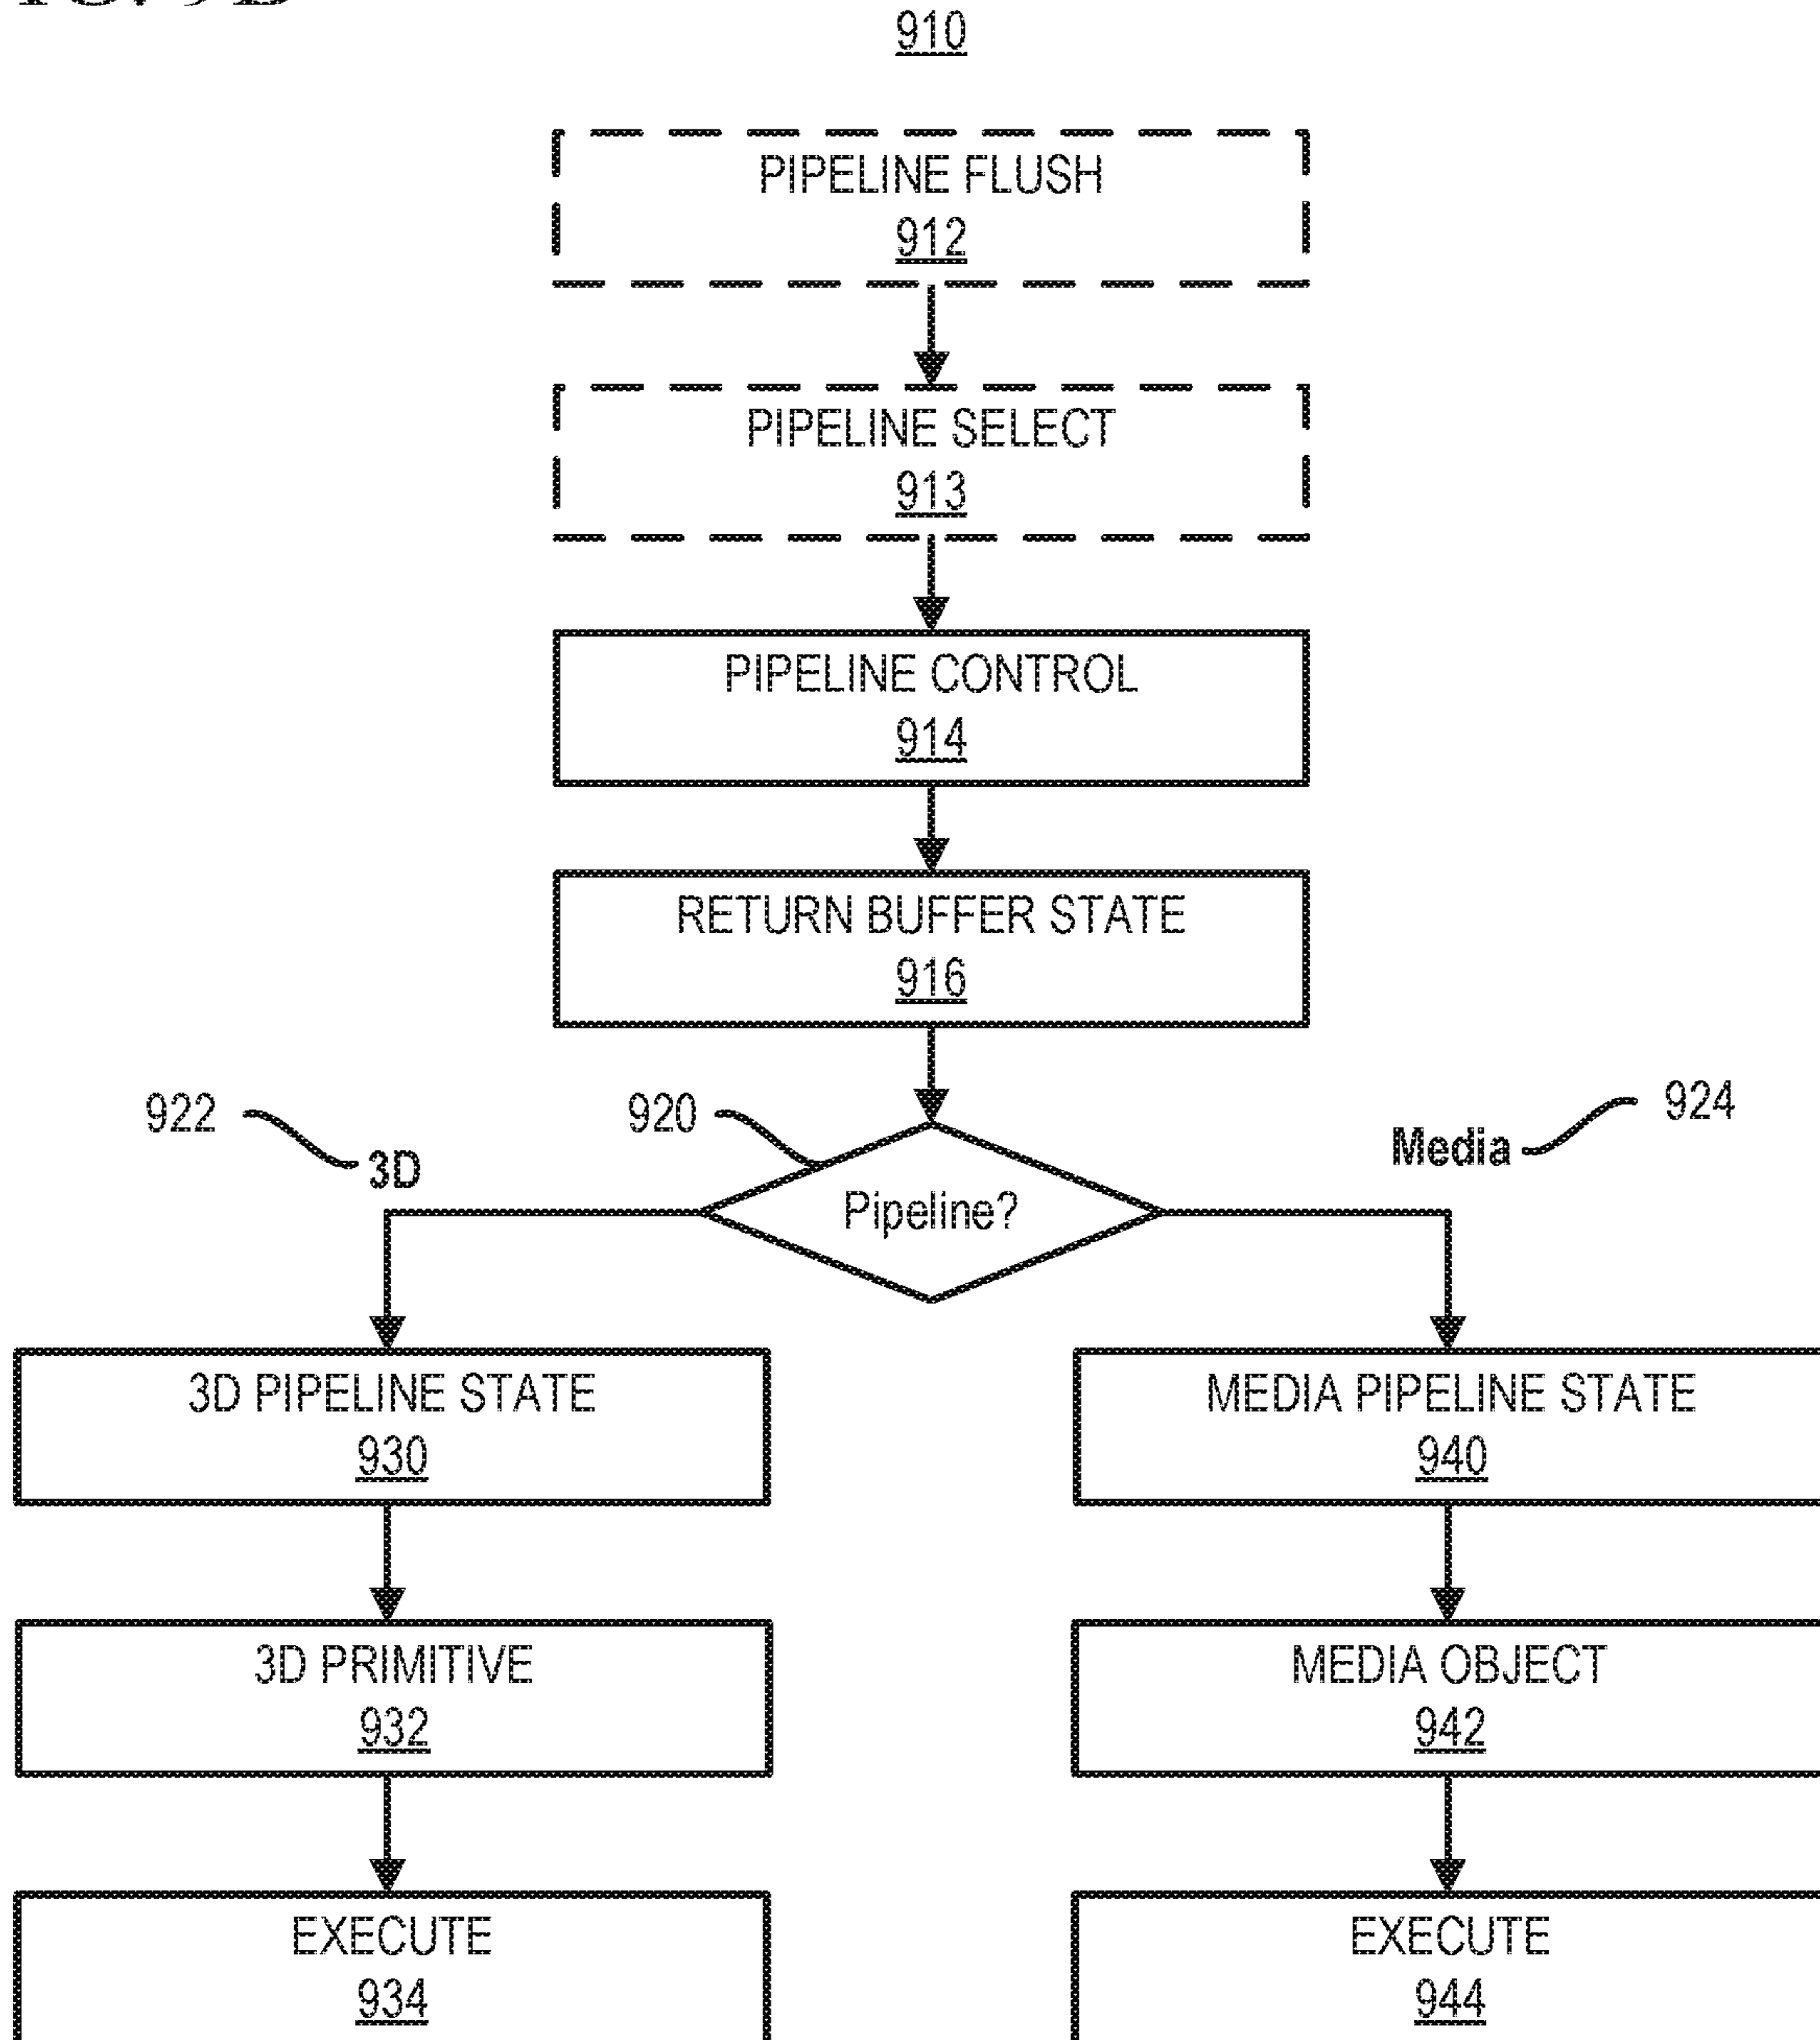 910
PIPELINE FLUSH
912
PIPELINE SELECT
913
PIPELINE CONTROL
914
RETURN BUFFER STATE
916
922
920
924
3D
Media
Pipeline?
3D PIPELINE STATE
930
MEDIA PIPELINE STATE
940
3D PRIMITIVE
932
MEDIA OBJECT
942
EXECUTE
934
EXECUTE
944